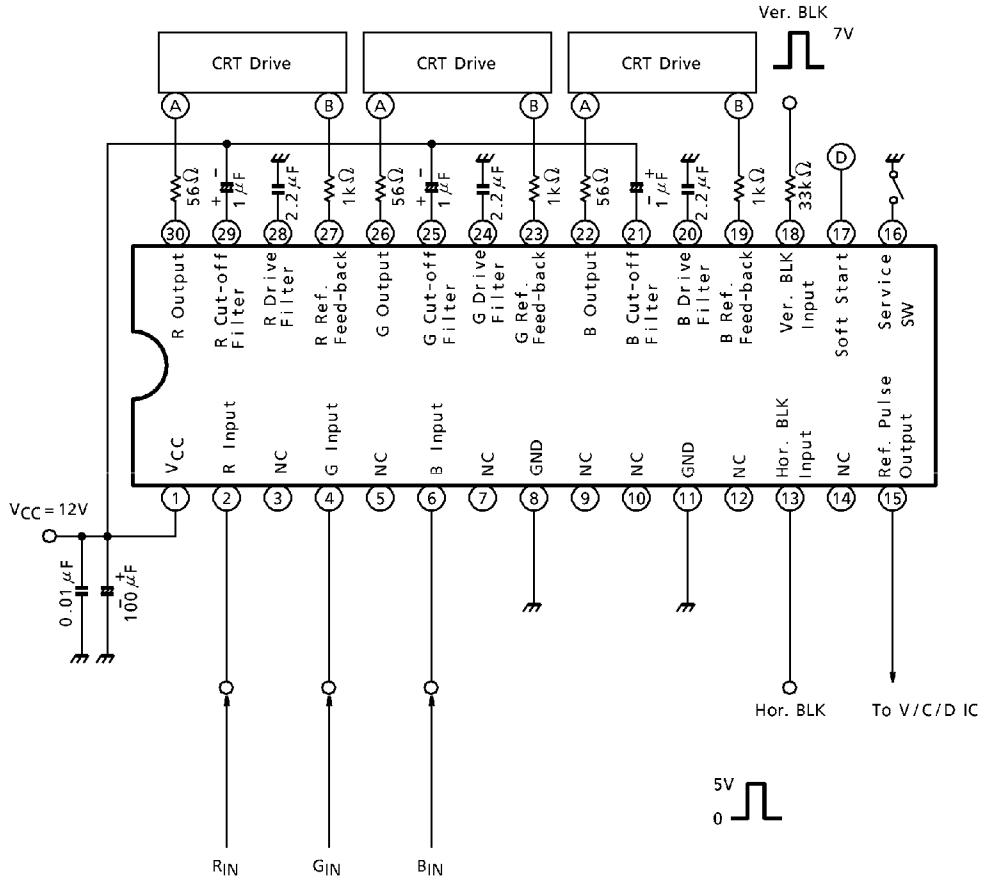 Ver. BLK
7V
CRT Drive
CRT Drive
CRT Drive
A
B
A
B
A
B
D
56Ω
- + 1μF
2.2μF
1kΩ
56Ω
- + 1μF
2.2μF
1kΩ
56Ω
+ - 1μF
2.2μF
1kΩ
33kΩ
30 29 28 27 26 25 24 23 22 21 20 19 18 17 16
R Output
R Cut-off
Filter
R Drive
Filter
R Ref.
Feed-back
G Output
G Cut-off
Filter
G Drive
Filter
G Ref.
Feed-back
B Output
B Cut-off
Filter
B Drive
Filter
B Ref.
Feed-back
Ver. BLK
Input
Soft Start
Service
SW
VCC
R Input
NC
G Input
NC
B Input
NC
GND
NC
NC
GND
NC
Hor. BLK
Input
NC
Ref. Pulse
Output
1 2 3 4 5 6 7 8 9 10 11 12 13 14 15
VCC = 12V
0.01μF
+ - 100μF
Hor. BLK
To V/C/D IC
5V
0
RIN
GIN
BIN